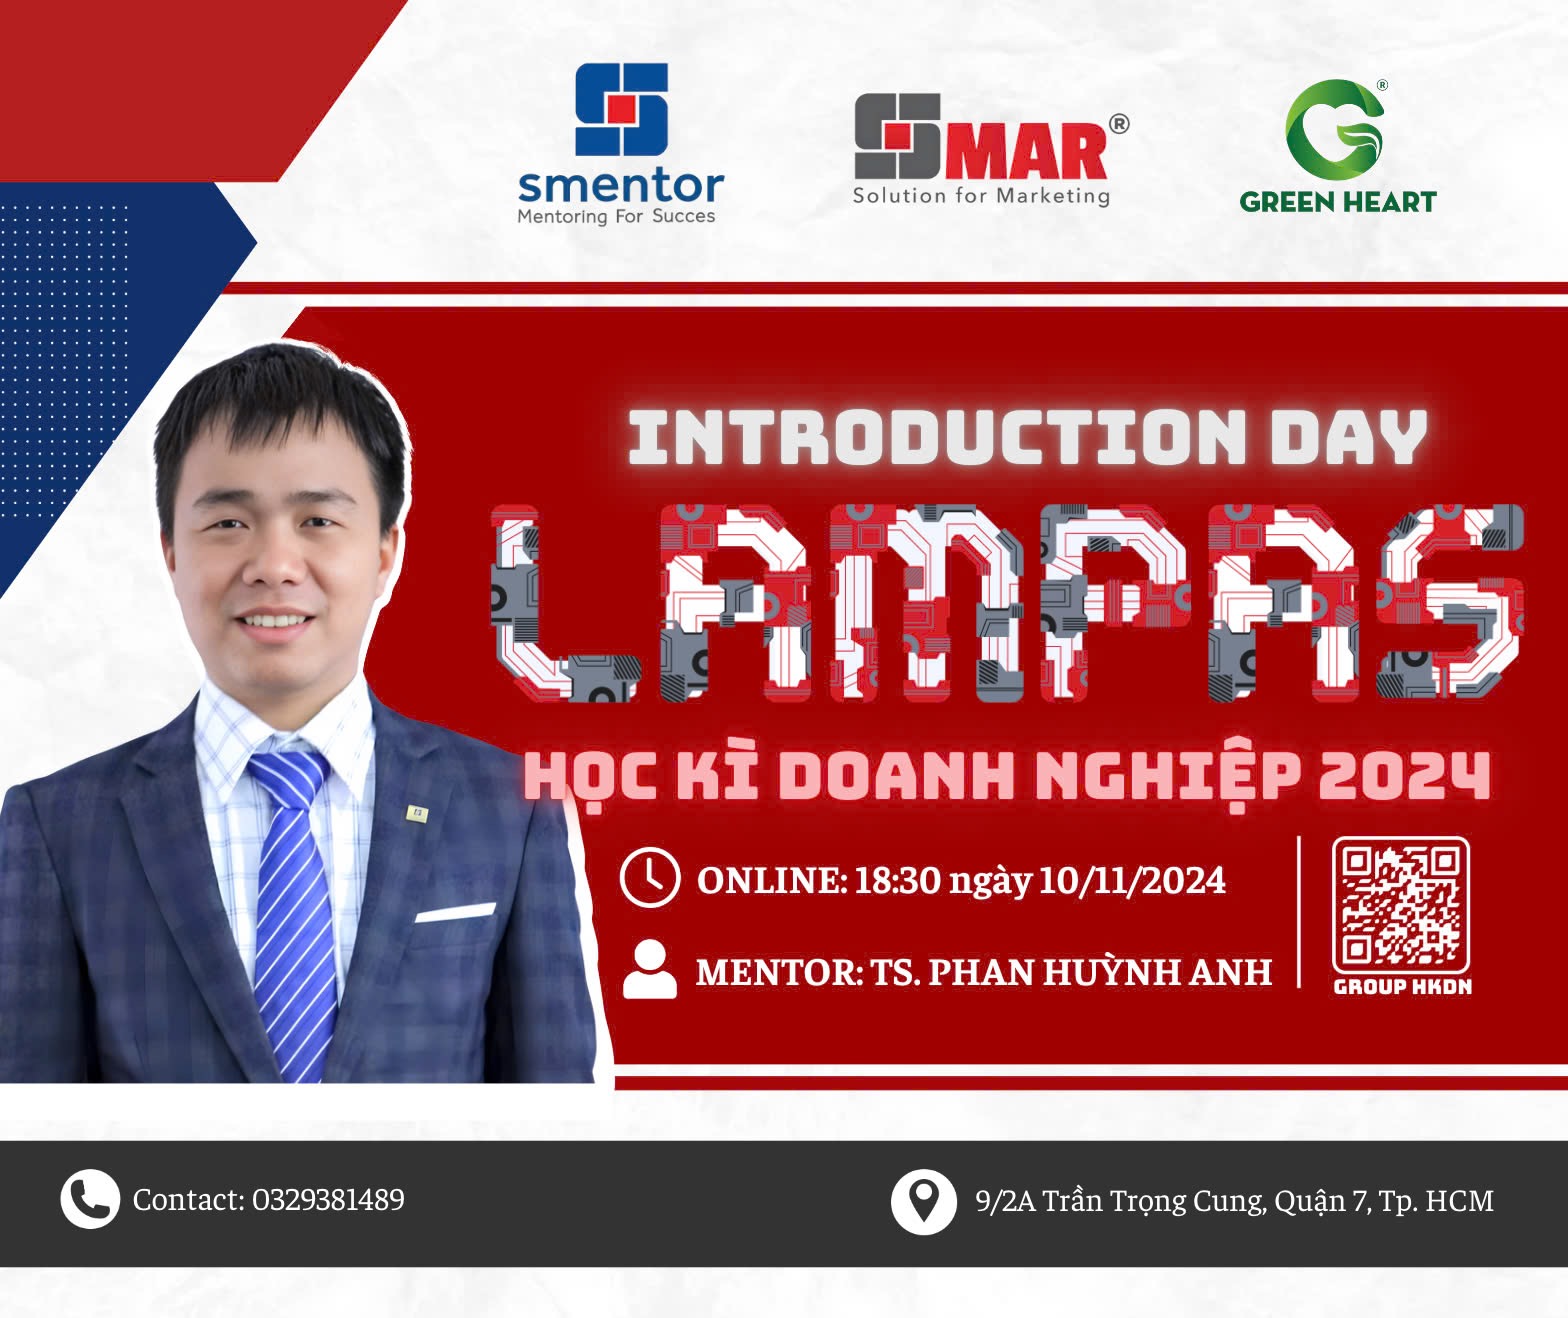 smentor
Mentoring For Succes
SMAR®
Solution for Marketing
®
GREEN HEART
INTRODUCTION DAY
LAMPAS
HỌC KÌ DOANH NGHIỆP 2024
ONLINE: 18:30 ngày 10/11/2024
MENTOR: TS. PHAN HUỲNH ANH
GROUP HKDN
Contact: 0329381489
9/2A Trần Trọng Cung, Quận 7, Tp. HCM